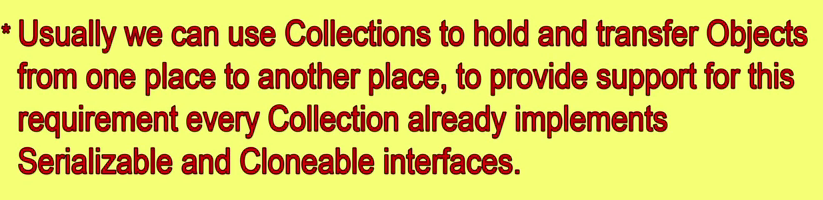 * Usually we can use Collections to hold and transfer Objects
from one place to another place, to provide support for this
requirement every Collection already implements
Serializable and Cloneable interfaces.